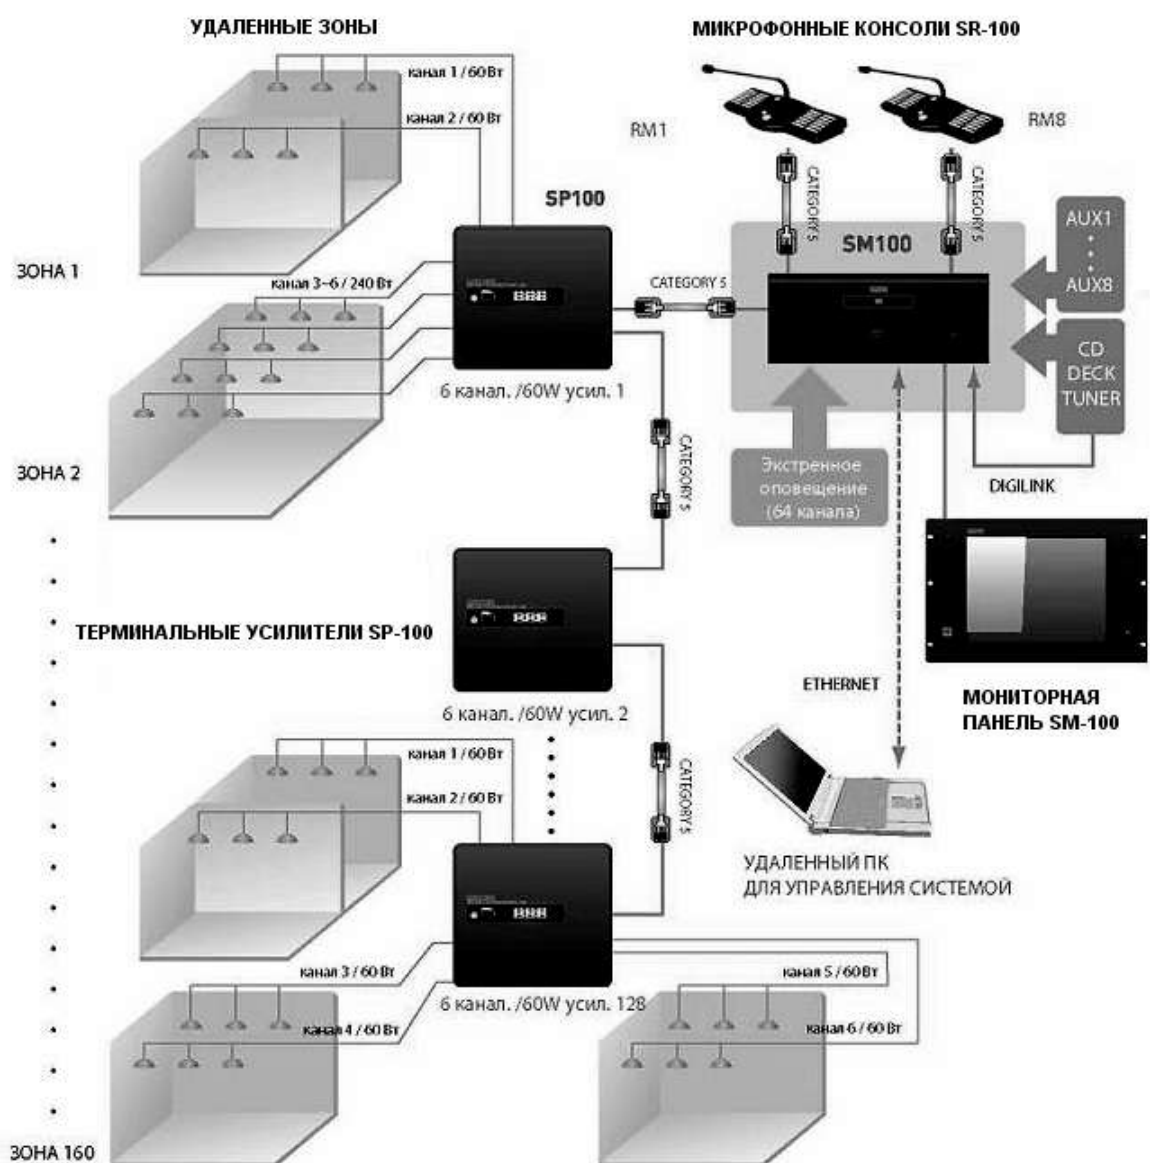 УДАЛЕННЫЕ ЗОНЫ
МИКРОФОННЫЕ КОНСОЛИ SR-100
канал 1 / 60 Вт
канал 2 / 60 Вт
RM1
RM8
CATEGORY 5
CATEGORY 5
SP100
SM100
AUX1
AUX8
ЗОНА 1
канал 3-6 / 240 Вт
CATEGORY 5
CD
DECK
TUNER
6 канал. /60W усил. 1
CATEGORY 5
Экстренное
оповещение
(64 канала)
DIGILINK
ЗОНА 2
ТЕРМИНАЛЬНЫЕ УСИЛИТЕЛИ SP-100
6 канал. /60W усил. 2
ETHERNET
МОНИТОРНАЯ
ПАНЕЛЬ SM-100
канал 1 / 60 Вт
канал 2 / 60 Вт
CATEGORY 5
УДАЛЕННЫЙ ПК
ДЛЯ УПРАВЛЕНИЯ СИСТЕМОЙ
канал 3 / 60 Вт
канал 5 / 60 Вт
6 канал. /60W усил. 128
канал 4 / 60 Вт
канал 6 / 60 Вт
ЗОНА 160